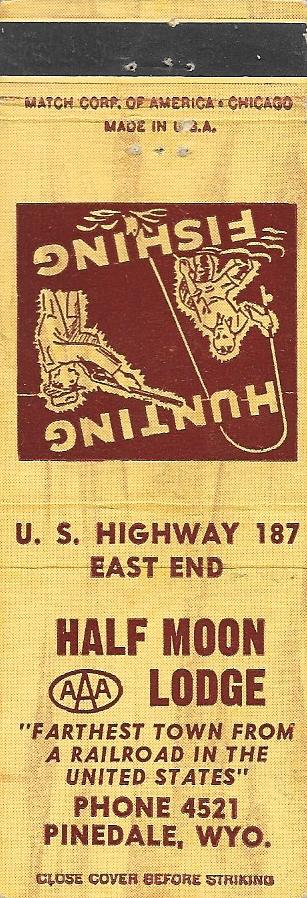 MATCH CORP. OF AMERICA • CHICAGO
MADE IN U.S.A.
HUNTING
FISHING
U. S. HIGHWAY 187
EAST END
HALF MOON
AAA LODGE
"FARTHEST TOWN FROM
A RAILROAD IN THE
UNITED STATES"
PHONE 4521
PINEDALE, WYO.
CLOSE COVER BEFORE STRIKING